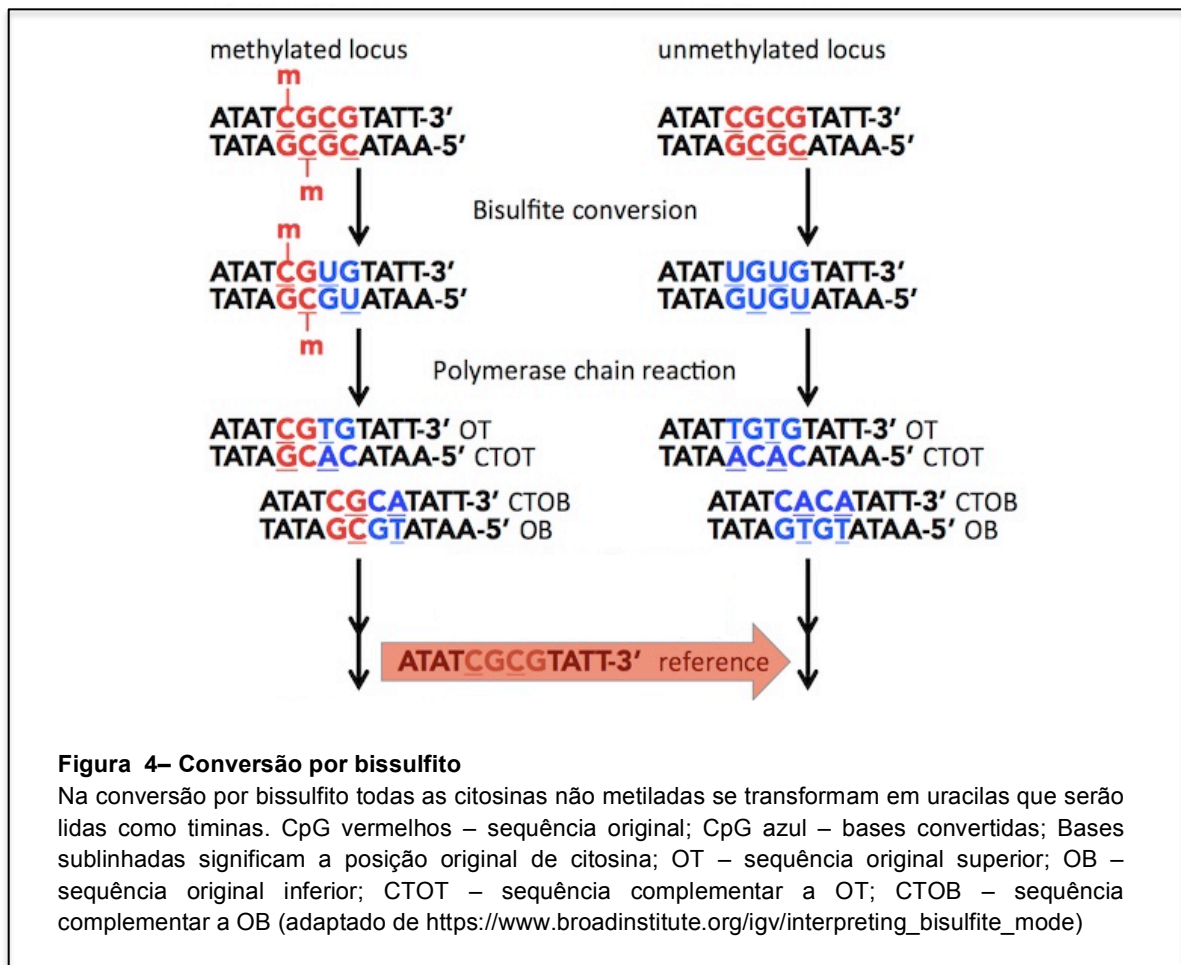 methylated locus
unmethylated locus
m
ATATCGCGTATT-3′
TATAGCGCATAA-5′
m
ATATCGCGTATT-3′
TATAGCGCATAA-5′
Bisulfite conversion
m
ATATCGUGTATT-3′
TATAGCGUATAA-5′
m
ATATUGUGTATT-3′
TATAGUGUATAA-5′
Polymerase chain reaction
ATATCGTGTATT-3′ OT
TATAGCACATAA-5′ CTOT
ATATCGCATATT-3′ CTOB
TATAGCGTATAA-5′ OB
ATATTGTGTATT-3′ OT
TATAACACATAA-5′ CTOT
ATATCACATATT-3′ CTOB
TATAGTGTATAA-5′ OB
ATATCGCGTATT-3′ reference
Figura 4– Conversão por bissulfito
Na conversão por bissulfito todas as citosinas não metiladas se transformam em uracilas que serão
lidas como timinas. CpG vermelhos – sequência original; CpG azul – bases convertidas; Bases
sublinhadas significam a posição original de citosina; OT – sequência original superior; OB –
sequência original inferior; CTOT – sequência complementar a OT; CTOB – sequência
complementar a OB (adaptado de https://www.broadinstitute.org/igv/interpreting_bisulfite_mode)